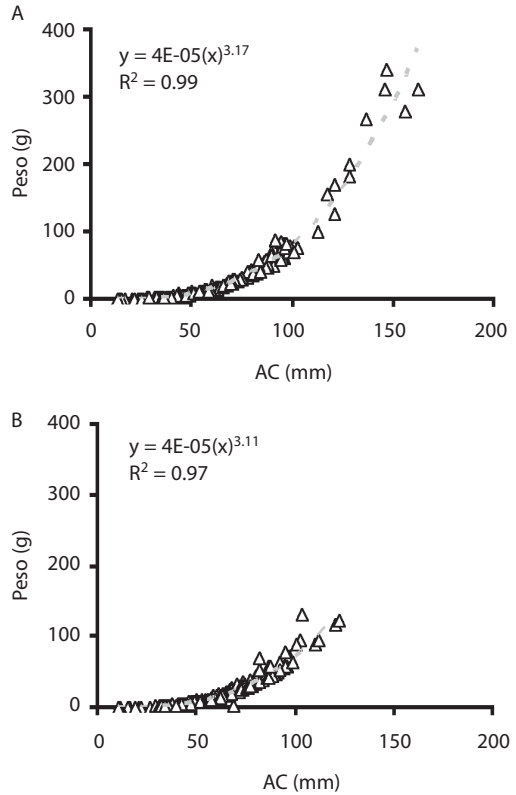 A
400
y = 4E-05(x)^3.17
R² = 0.99
300
Peso (g)
200
100
0
0 50 100 150 200
AC (mm)
B
400
y = 4E-05(x)^3.11
R² = 0.97
300
Peso (g)
200
100
0
0 50 100 150 200
AC (mm)